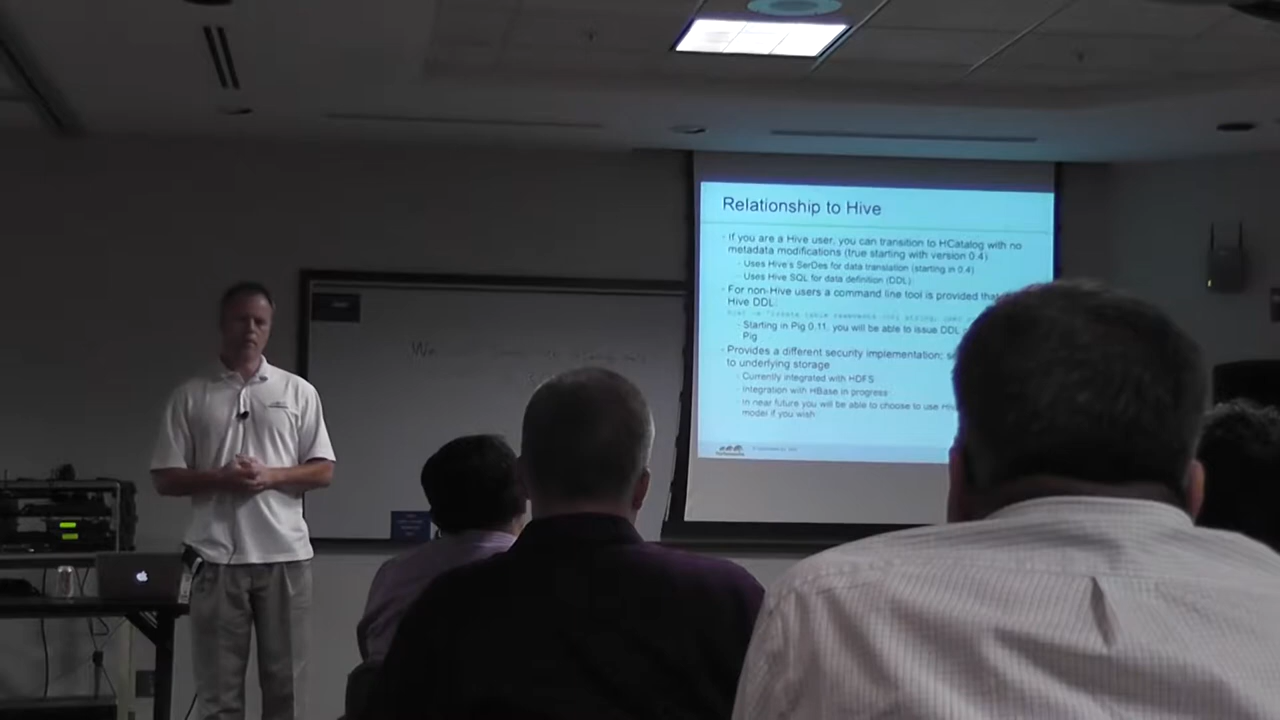 Relationship to Hive
If you are a Hive user, you can transition to HCatalog with no
metadata modifications (true starting with version 0.4)
Uses Hive's SerDes for data translation (starting in 0.4)
Uses Hive SQL for data definition (DDL)
For non-Hive users a command line tool is provided that
Hive DDL:
Starting in Pig 0.11, you will be able to issue DDL
Pig
Provides a different security implementation;
to underlying storage
Currently integrated with HDFS
Integration with HBase in progress
In near future you will be able to choose to use
model if you wish
We